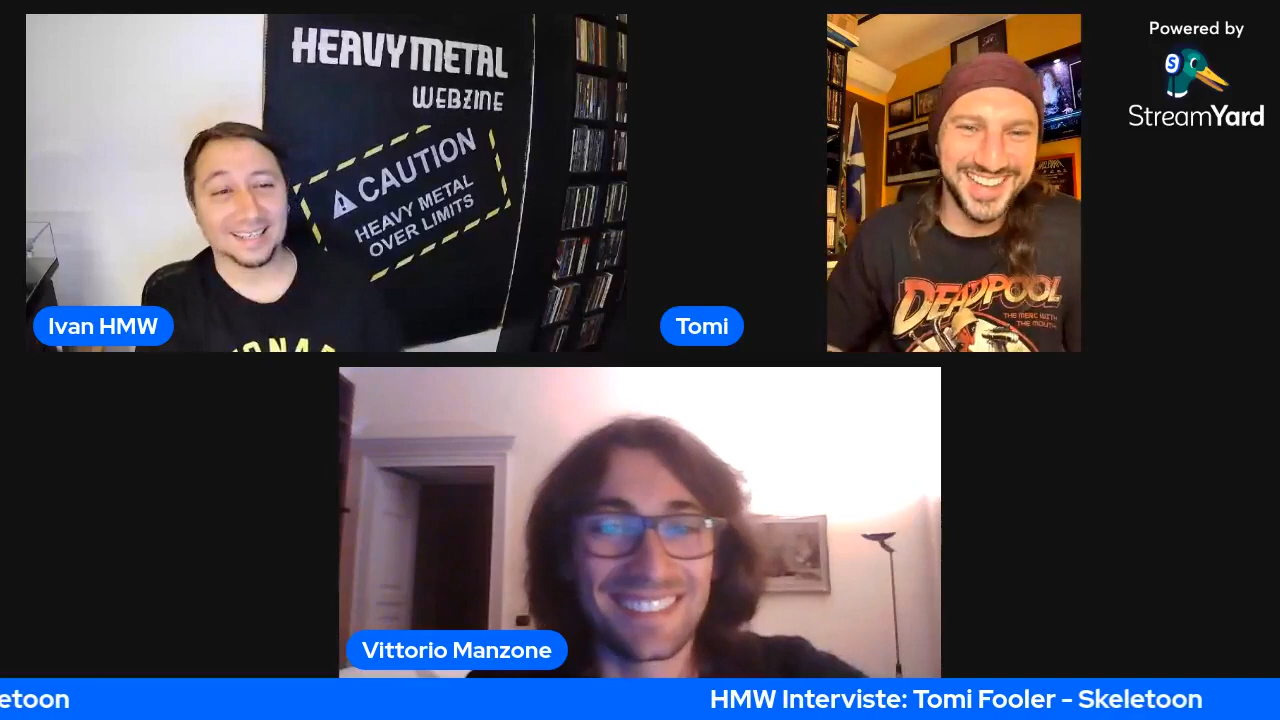 HEAVY METAL
WEBZINE
CAUTION
HEAVY METAL
OVER LIMITS
Ivan HMW
DEADPOOL
THE MERC WITH
THE MOUTH
Tomi
Powered by
S
StreamYard
Vittorio Manzone
etoon
HMW Interviste: Tomi Fooler - Skeletoon